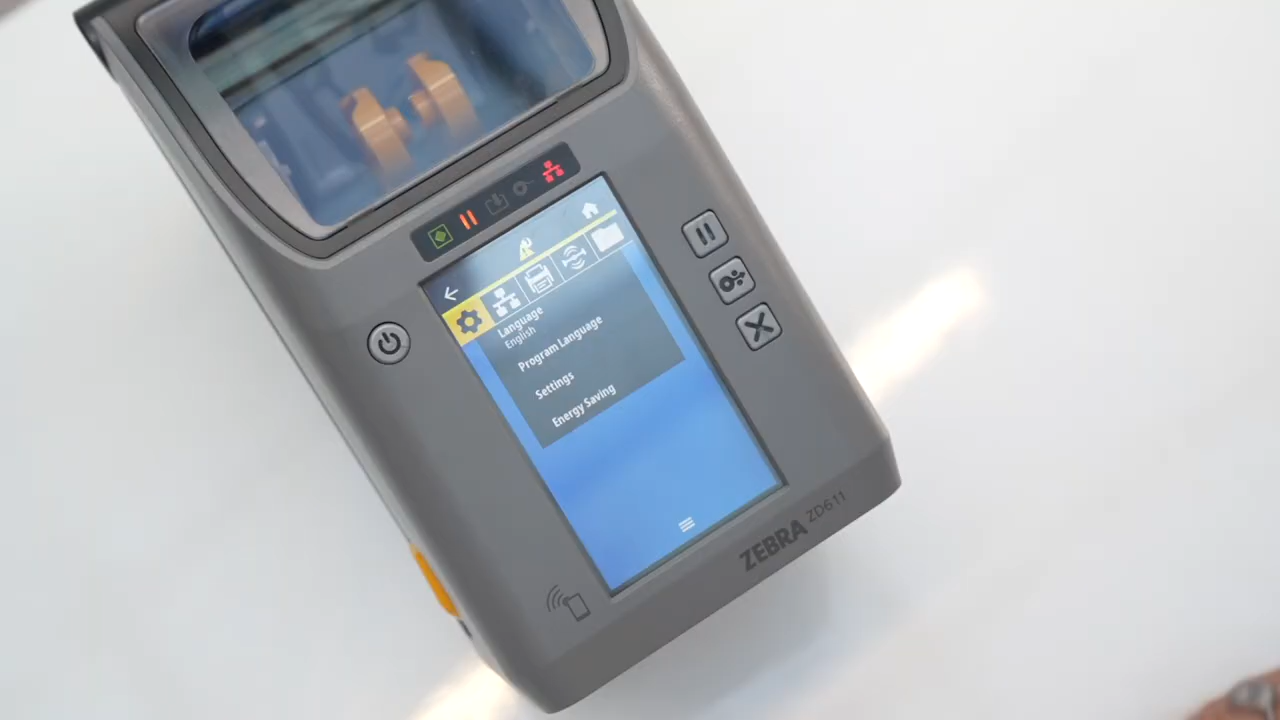 Language
English
Program Language
Settings
Energy Saving
ZEBRA ZD611